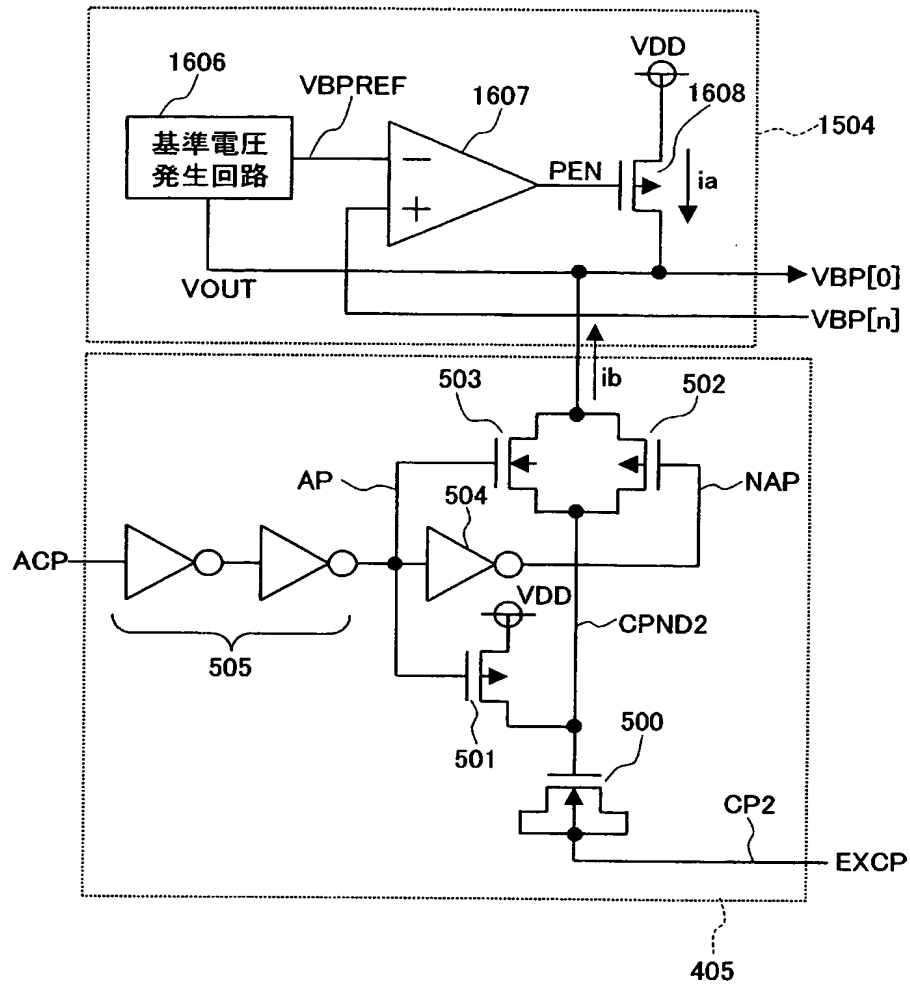 VDD
1606
VBPREF
1607
1608
1504
基準電圧
発生回路
PEN
ia
VOUT
VBP[0]
VBP[n]
ib
503
502
AP
NAP
504
ACP
VDD
CPND2
505
501
500
CP2
EXCP
405